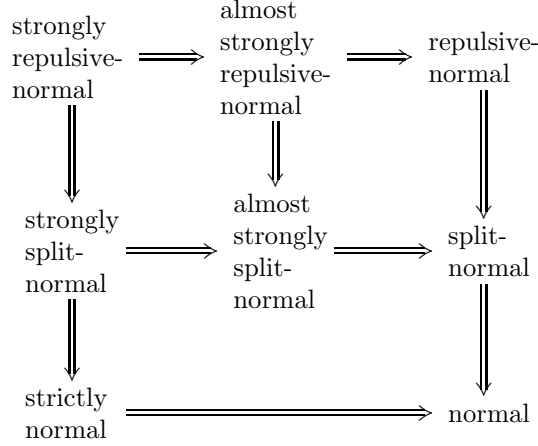 strongly
repulsive-
normal
almost
strongly
repulsive-
normal
repulsive-
normal
strongly
split-
normal
almost
strongly
split-
normal
split-
normal
strictly
normal
normal